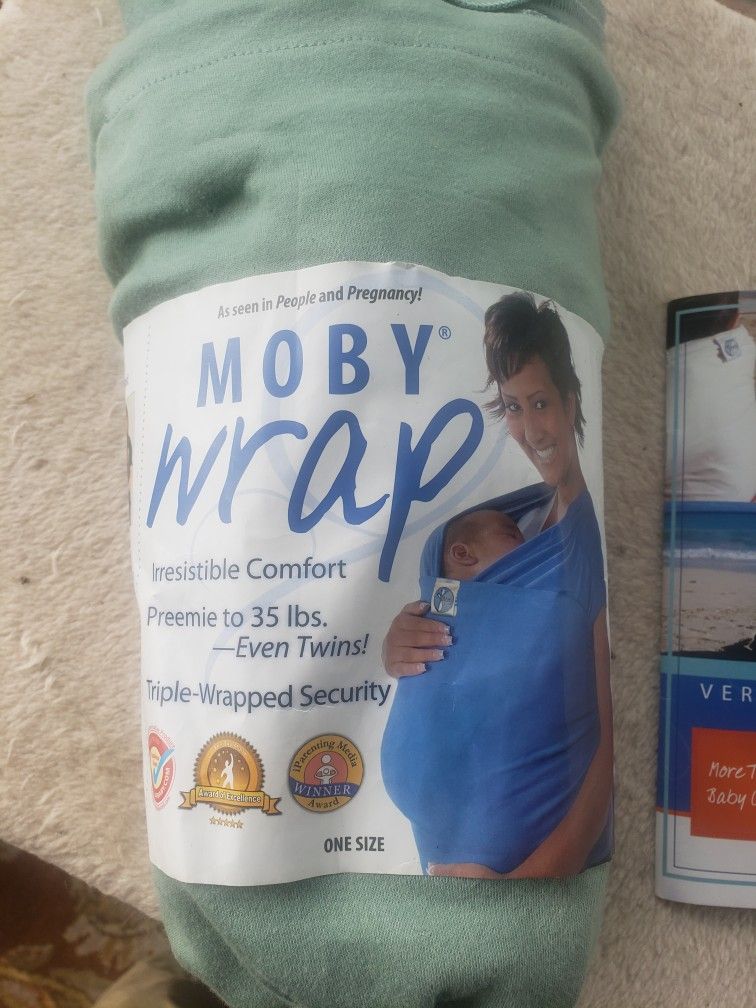 As seen in People and Pregnancy!
MOBY®
wrap
Irresistible Comfort
Preemie to 35 lbs.
—Even Twins!
Triple-Wrapped Security
Award of Excellence
iParenting Media
WINNER
Award
ONE SIZE
VER
More T
Baby